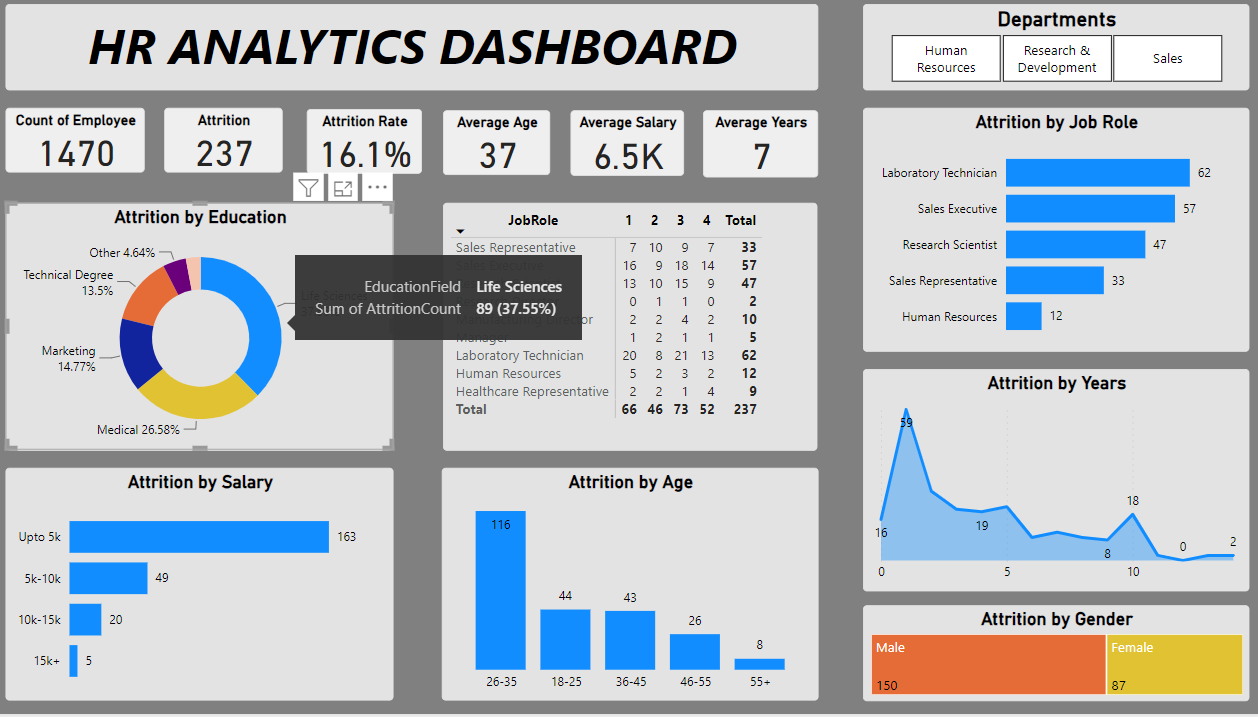 HR ANALYTICS DASHBOARD
Departments
Human Resources
Research & Development
Sales
Count of Employee
1470
Attrition
237
Attrition Rate
16.1%
Average Age
37
Average Salary
6.5K
Average Years
7
Attrition by Education
Other 4.64%
Technical Degree
13.5%
Marketing
14.77%
Medical 26.58%
EducationField Life Sciences
Sum of AttritionCount 89 (37.55%)
JobRole 1 2 3 4 Total
Sales Representative 7 10 9 7 33
Sales Executive 16 9 18 14 57
13 10 15 9 47
0 1 1 0 2
Manufacturing Director 2 2 4 2 10
Manager 1 2 1 1 5
Laboratory Technician 20 8 21 13 62
Human Resources 5 2 3 2 12
Healthcare Representative 2 2 1 4 9
Total 66 46 73 52 237
Attrition by Job Role
Laboratory Technician 62
Sales Executive 57
Research Scientist 47
Sales Representative 33
Human Resources 12
Attrition by Years
59
16
19
8
18
0
2
0 5 10
Attrition by Salary
Upto 5k 163
5k-10k 49
10k-15k 20
15k+ 5
Attrition by Age
116
44
43
26
8
26-35 18-25 36-45 46-55 55+
Attrition by Gender
Male
150
Female
87